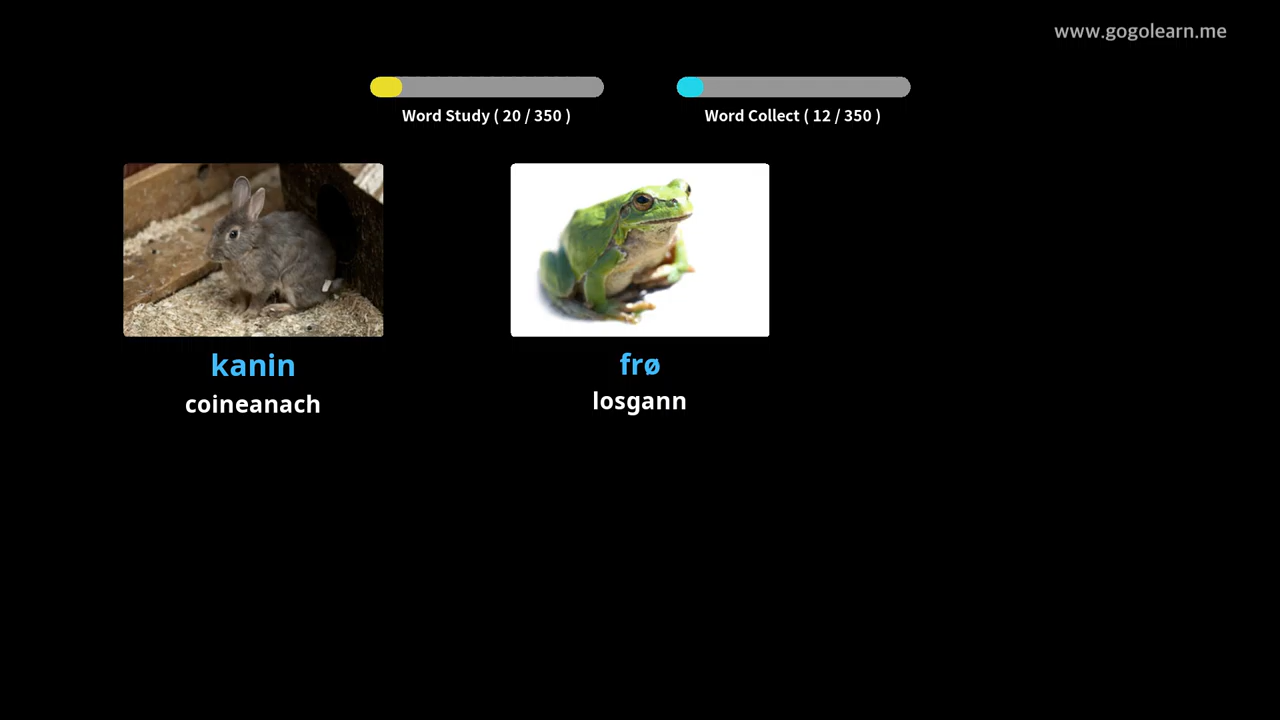 www.gogolearn.me
Word Study ( 20 / 350 )
Word Collect ( 12 / 350 )
kanin
coineanach
frø
losgann